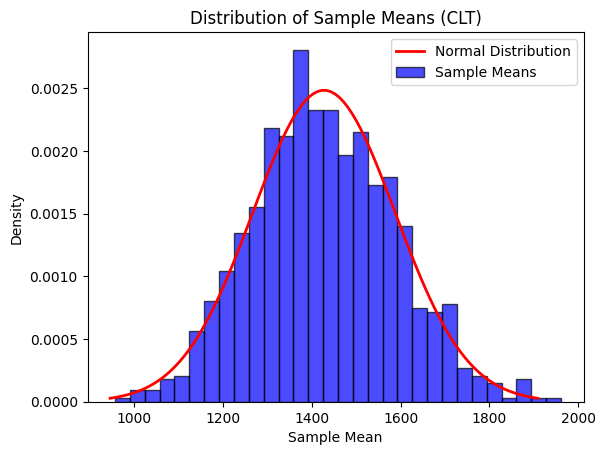 Distribution of Sample Means (CLT)
Normal Distribution
Sample Means
Density
0.0025
0.0020
0.0015
0.0010
0.0005
0.0000
1000 1200 1400 1600 1800 2000
Sample Mean